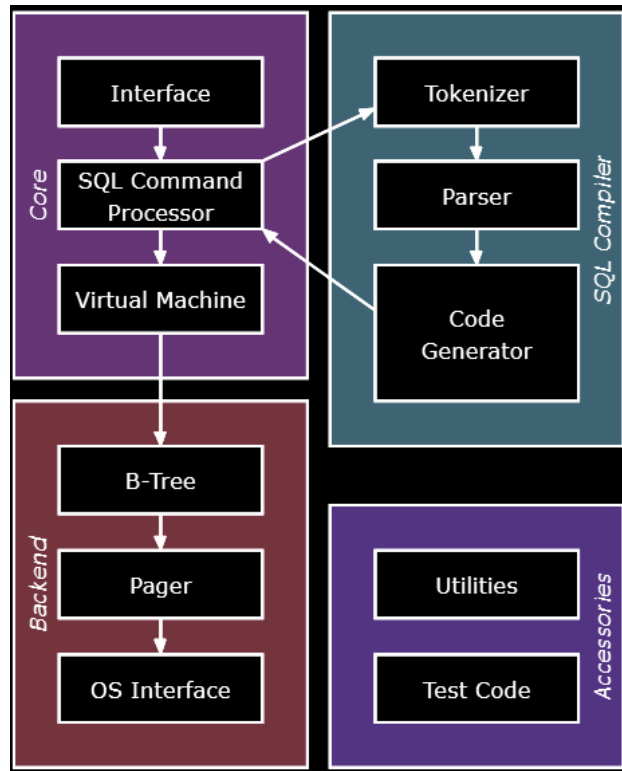 Core
Interface
SQL Command
Processor
Virtual Machine
SQL Compiler
Tokenizer
Parser
Code
Generator
Backend
B-Tree
Pager
OS Interface
Accessories
Utilities
Test Code